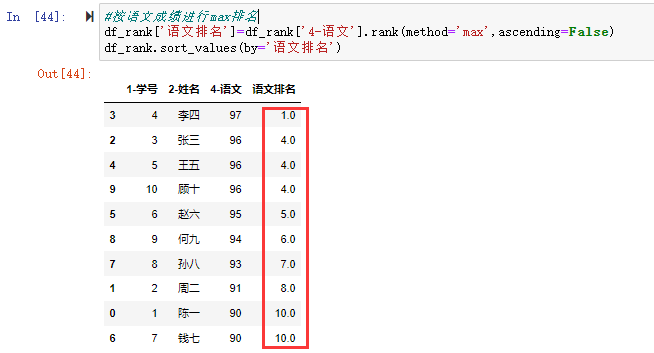 In [44]: #按语文成绩进行max排名
df_rank['语文排名']=df_rank['4-语文'].rank(method='max',ascending=False)
df_rank.sort_values(by='语文排名')
Out[44]:
1-学号 2-姓名 4-语文 语文排名
3 4 李四 97 1.0
2 3 张三 96 4.0
4 5 王五 96 4.0
9 10 顾十 96 4.0
5 6 赵六 95 5.0
8 9 何九 94 6.0
7 8 孙八 93 7.0
1 2 周二 91 8.0
0 1 陈一 90 10.0
6 7 钱七 90 10.0